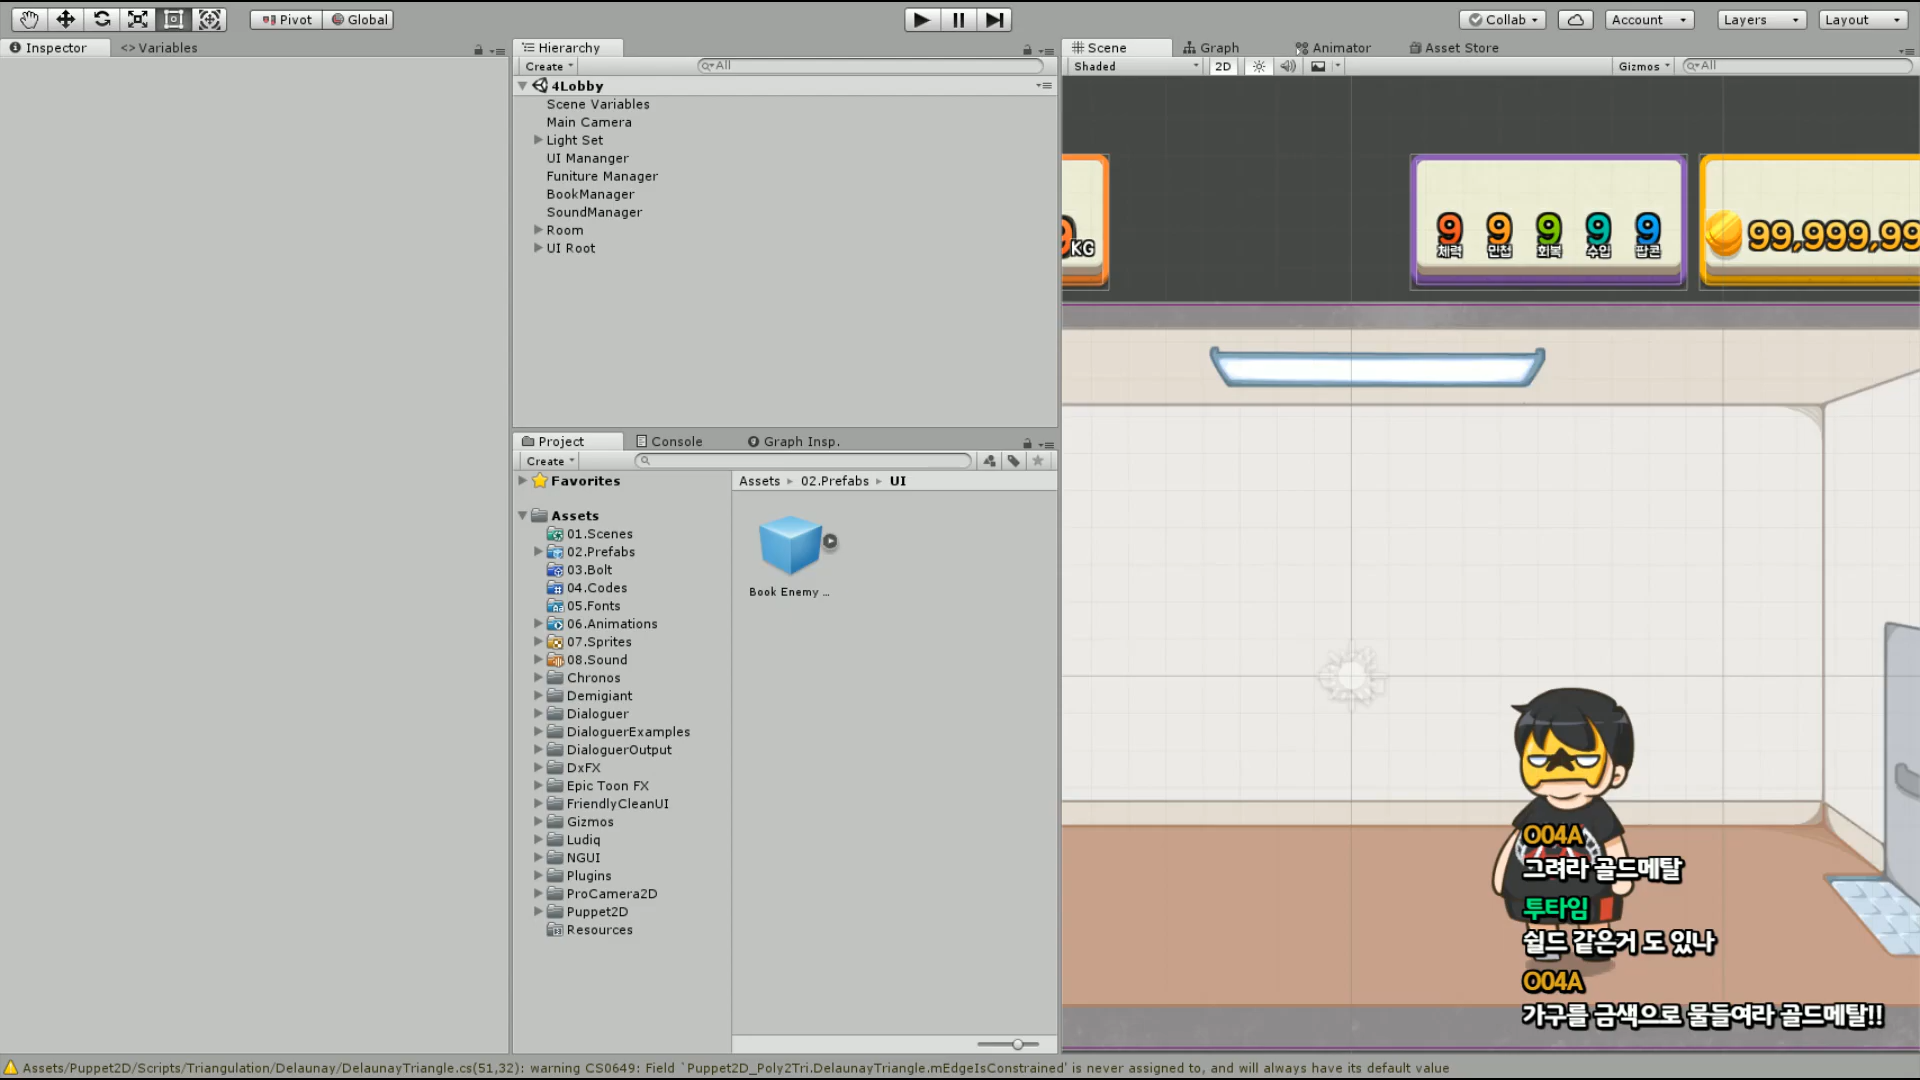 Pivot
Global
Collab
Account
Layers
Layout
Inspector
<> Variables
Hierarchy
Create
All
4Lobby
Scene Variables
Main Camera
Light Set
UI Mananger
Funiture Manager
BookManager
SoundManager
Room
UI Root
Project
Console
Graph Insp.
Create
Favorites
Assets
01.Scenes
02.Prefabs
03.Bolt
04.Codes
05.Fonts
06.Animations
07.Sprites
08.Sound
Chronos
Demigiant
Dialoguer
DialoguerExamples
DialoguerOutput
DxFX
Epic Toon FX
FriendlyCleanUI
Gizmos
Ludiq
NGUI
Plugins
ProCamera2D
Puppet2D
Resources
Assets 02.Prefabs UI
Book Enemy ...
Scene
Graph
Animator
Asset Store
Shaded
2D
Gizmos
All
KG
9 9 9 9 9
체력 민첩 회복 수입 팝콘
99,999,99
OO4A
그려라 골드메탈
투타임
쉴드 같은거 도 있나
OO4A
가구를 금색으로 물들여라 골드메탈!!
Assets/Puppet2D/Scripts/Triangulation/Delaunay/DelaunayTriangle.cs(51,32): warning CS0649: Field `Puppet2D_Poly2Tri.DelaunayTriangle.mEdgeIsConstrained' is never assigned to, and will always have its default value